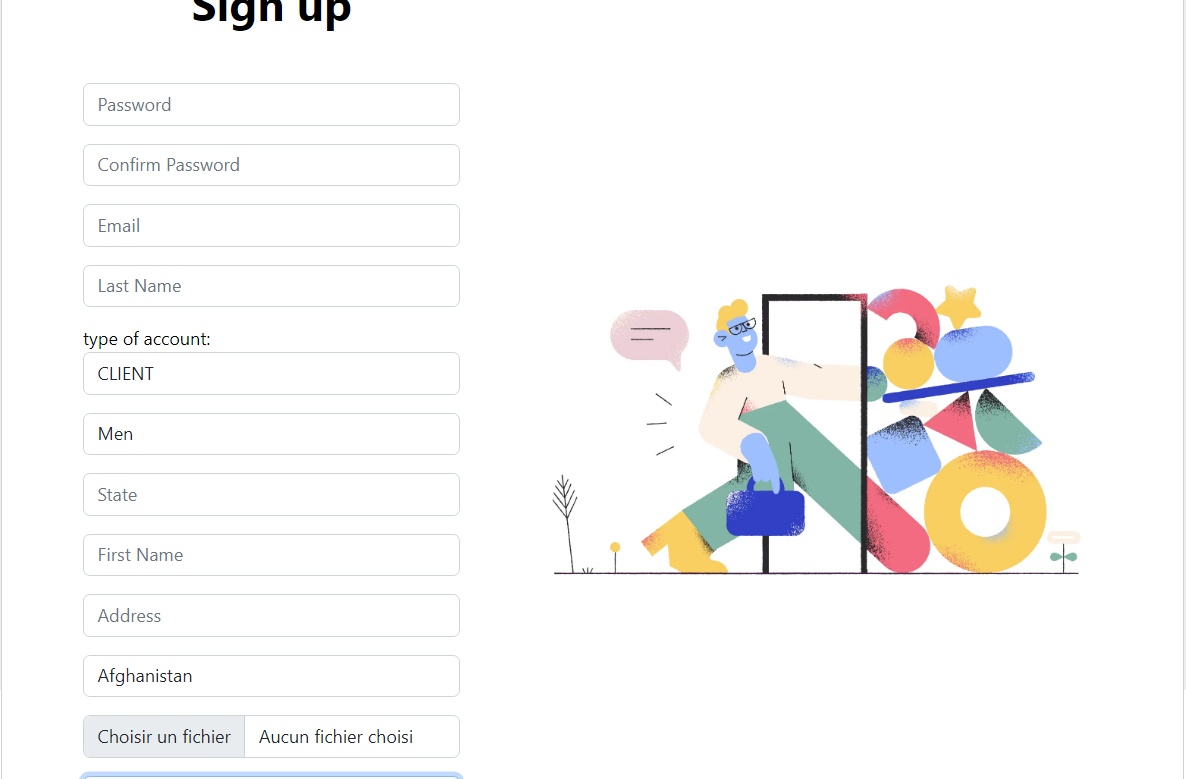 Sign up
Password
Confirm Password
Email
Last Name
type of account:
CLIENT
Men
State
First Name
Address
Afghanistan
Choisir un fichier Aucun fichier choisi